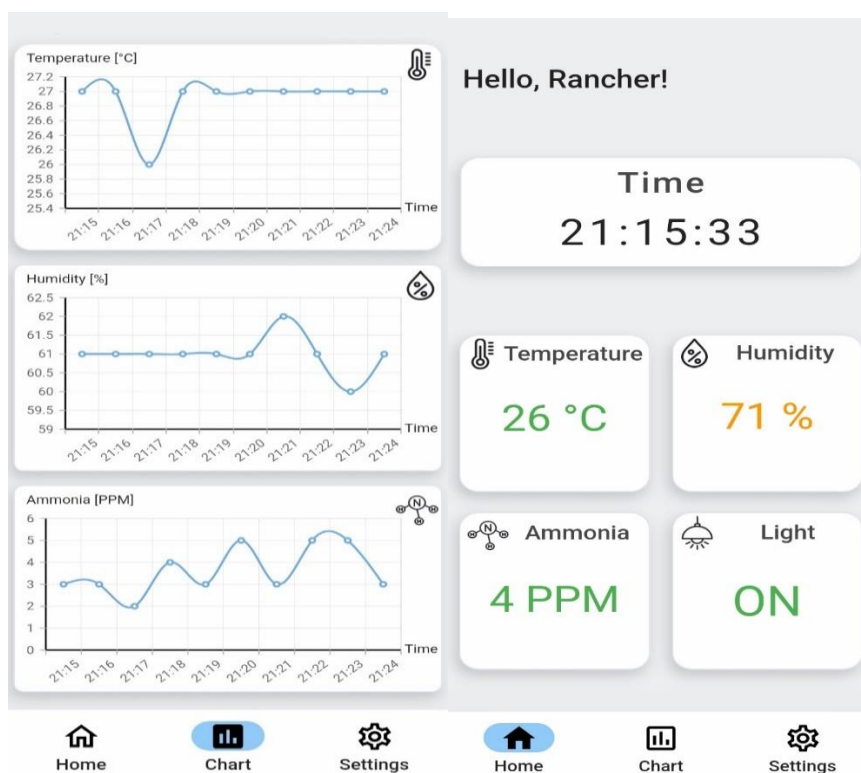 Temperature [°C]
27.2
27
26.8
26.6
26.4
26.2
26
25.8
25.6
25.4
Time
21:15 21:16 21:17 21:18 21:19 21:20 21:21 21:22 21:23 21:24
Humidity [%]
%
62.5
62
61.5
61
60.5
60
59.5
59
Time
21:15 21:16 21:17 21:18 21:19 21:20 21:21 21:22 21:23 21:24
Ammonia [PPM]
N
H H
H
6
5
4
3
2
1
0
Time
21:15 21:16 21:17 21:18 21:19 21:20 21:21 21:22 21:23 21:24
Home Chart Settings
Hello, Rancher!
Time
21:15:33
Temperature
26 °C
% Humidity
71 %
N Ammonia
H H
H
4 PPM
Light
ON
Home Chart Settings